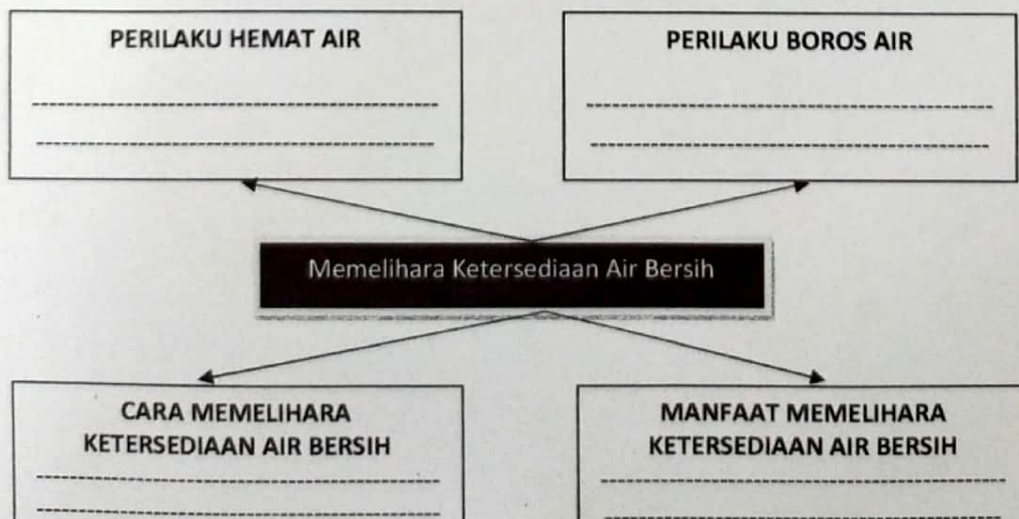 PERILAKU HEMAT AIR
PERILAKU BOROS AIR
Memelihara Ketersediaan Air Bersih
CARA MEMELIHARA
KETERSEDIAAN AIR BERSIH
MANFAAT MEMELIHARA
KETERSEDIAAN AIR BERSIH